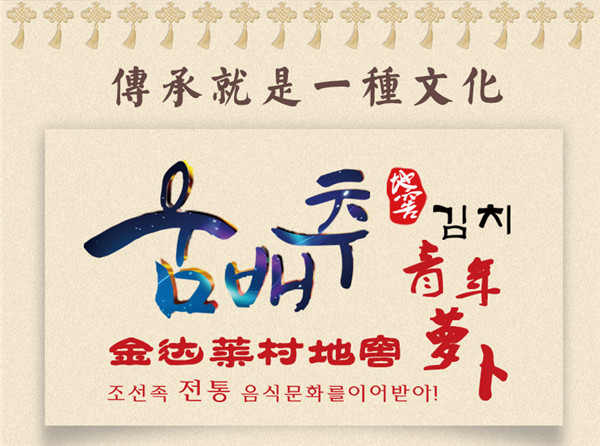 傳承就是一種文化
움배추
地窖
김치
青年
萝卜
金达莱村地窖
조선족 전통 음식문화를이어받아!